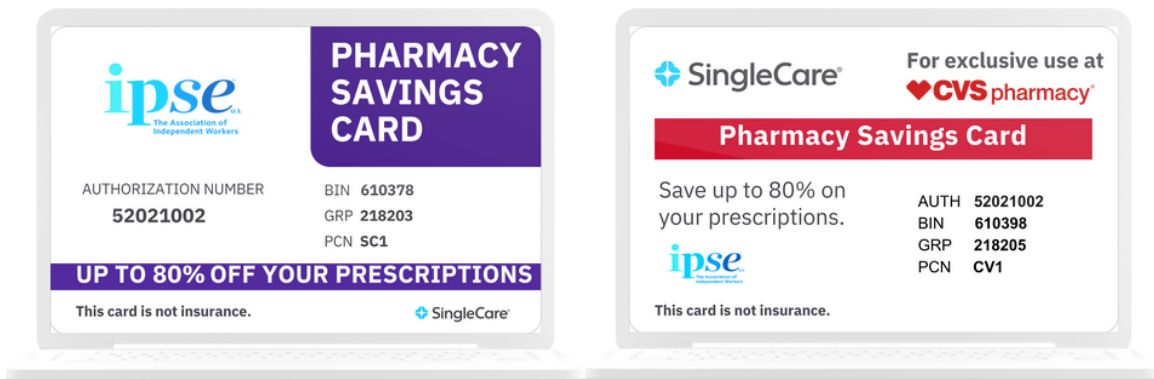 ipse U.S.
The Association of
Independent Workers
PHARMACY
SAVINGS
CARD
AUTHORIZATION NUMBER
52021002
BIN 610378
GRP 218203
PCN SC1
UP TO 80% OFF YOUR PRESCRIPTIONS
This card is not insurance.
SingleCare®
SingleCare®
For exclusive use at
CVS pharmacy®
Pharmacy Savings Card
Save up to 80% on
your prescriptions.
AUTH 52021002
BIN 610398
GRP 218205
PCN CV1
ipse U.S.
The Association of
Independent Workers
This card is not insurance.